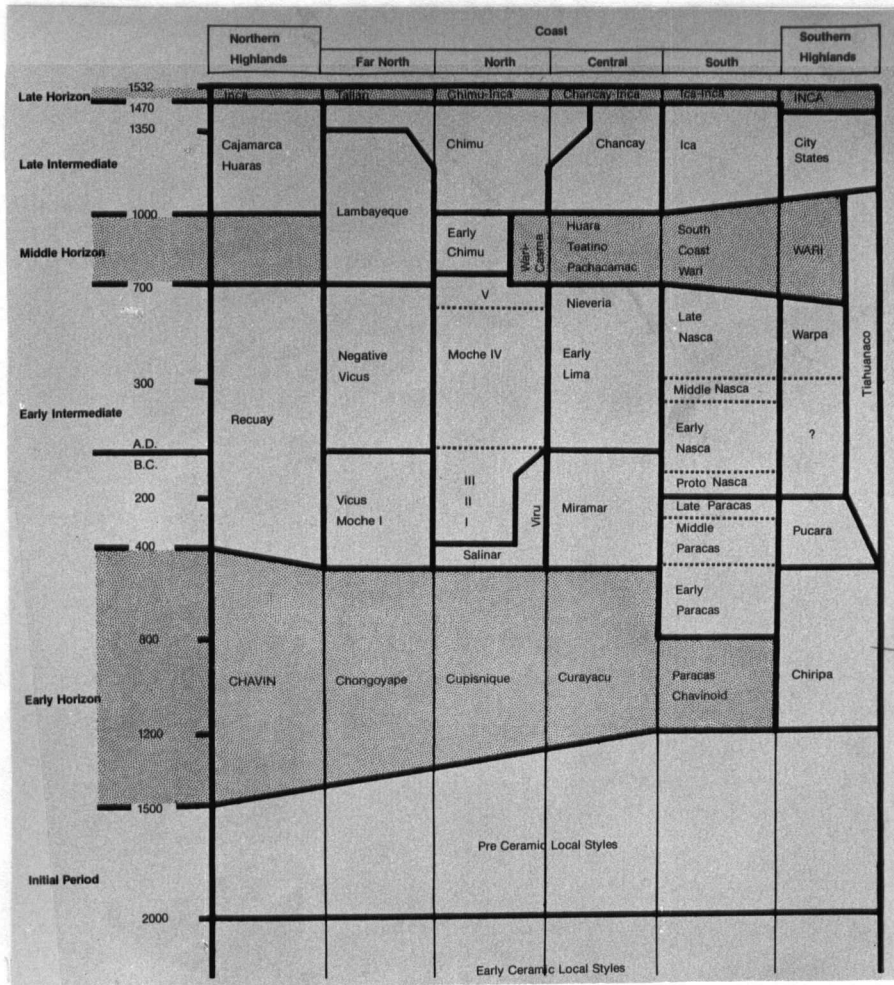 Northern
Highlands
Coast
Far North
North
Central
South
Southern
Highlands
Late Horizon
1532
1470
Inca
Tallan
Chimu-Inca
Chancay-Inca
Ica-Inca
INCA
1350
Late Intermediate
Cajamarca
Huaras
Chimu
Chancay
Ica
City
States
1000
Lambayeque
Middle Horizon
Early
Chimu
Wari-
Casma
Huara
Teatino
Pachacamac
South
Coast
Wari
WARI
700
V
Nieveria
Late
Nasca
Warpa
Tiahuanaco
Negative
Vicus
Moche IV
Early
Lima
300
Middle Nasca
Early Intermediate
Recuay
Early
Nasca
?
A.D.
B.C.
Proto Nasca
200
Vicus
Moche I
III
II
I
Viru
Miramar
Late Paracas
Middle
Paracas
Pucara
400
Salinar
Early
Paracas
800
Early Horizon
CHAVIN
Chongoyape
Cupisnique
Curayacu
Paracas
Chavinoid
Chiripa
1200
1500
Pre Ceramic Local Styles
Initial Period
2000
Early Ceramic Local Styles